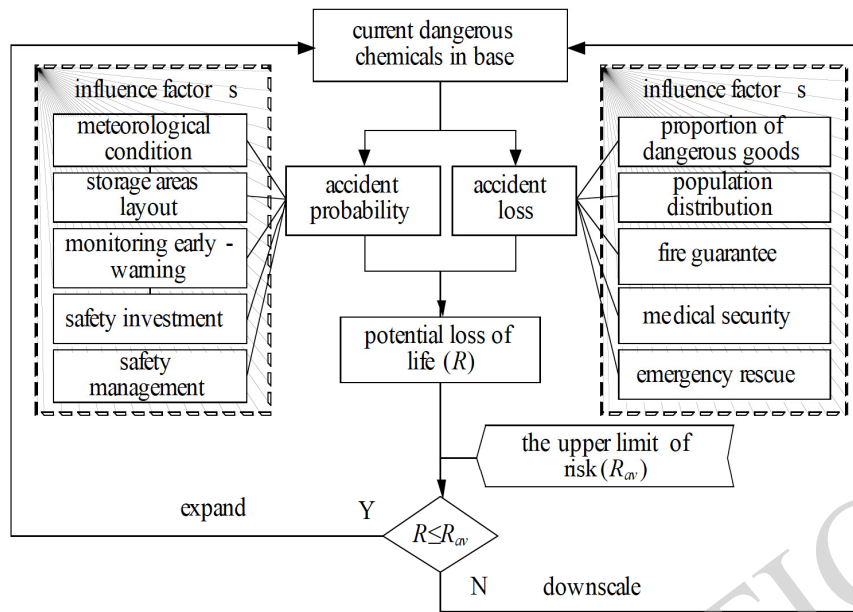 current dangerous
chemicals in base
influence factor s
meteorological
condition
storage areas
layout
monitoring early -
warning
safety investment
safety
management
accident
probability
accident
loss
influence factor s
proportion of
dangerous goods
population
distribution
fire guarantee
medical security
emergency rescue
potential loss of
life (R)
the upper limit of
risk (Rav)
expand
Y
R≤Rav
N
downscale